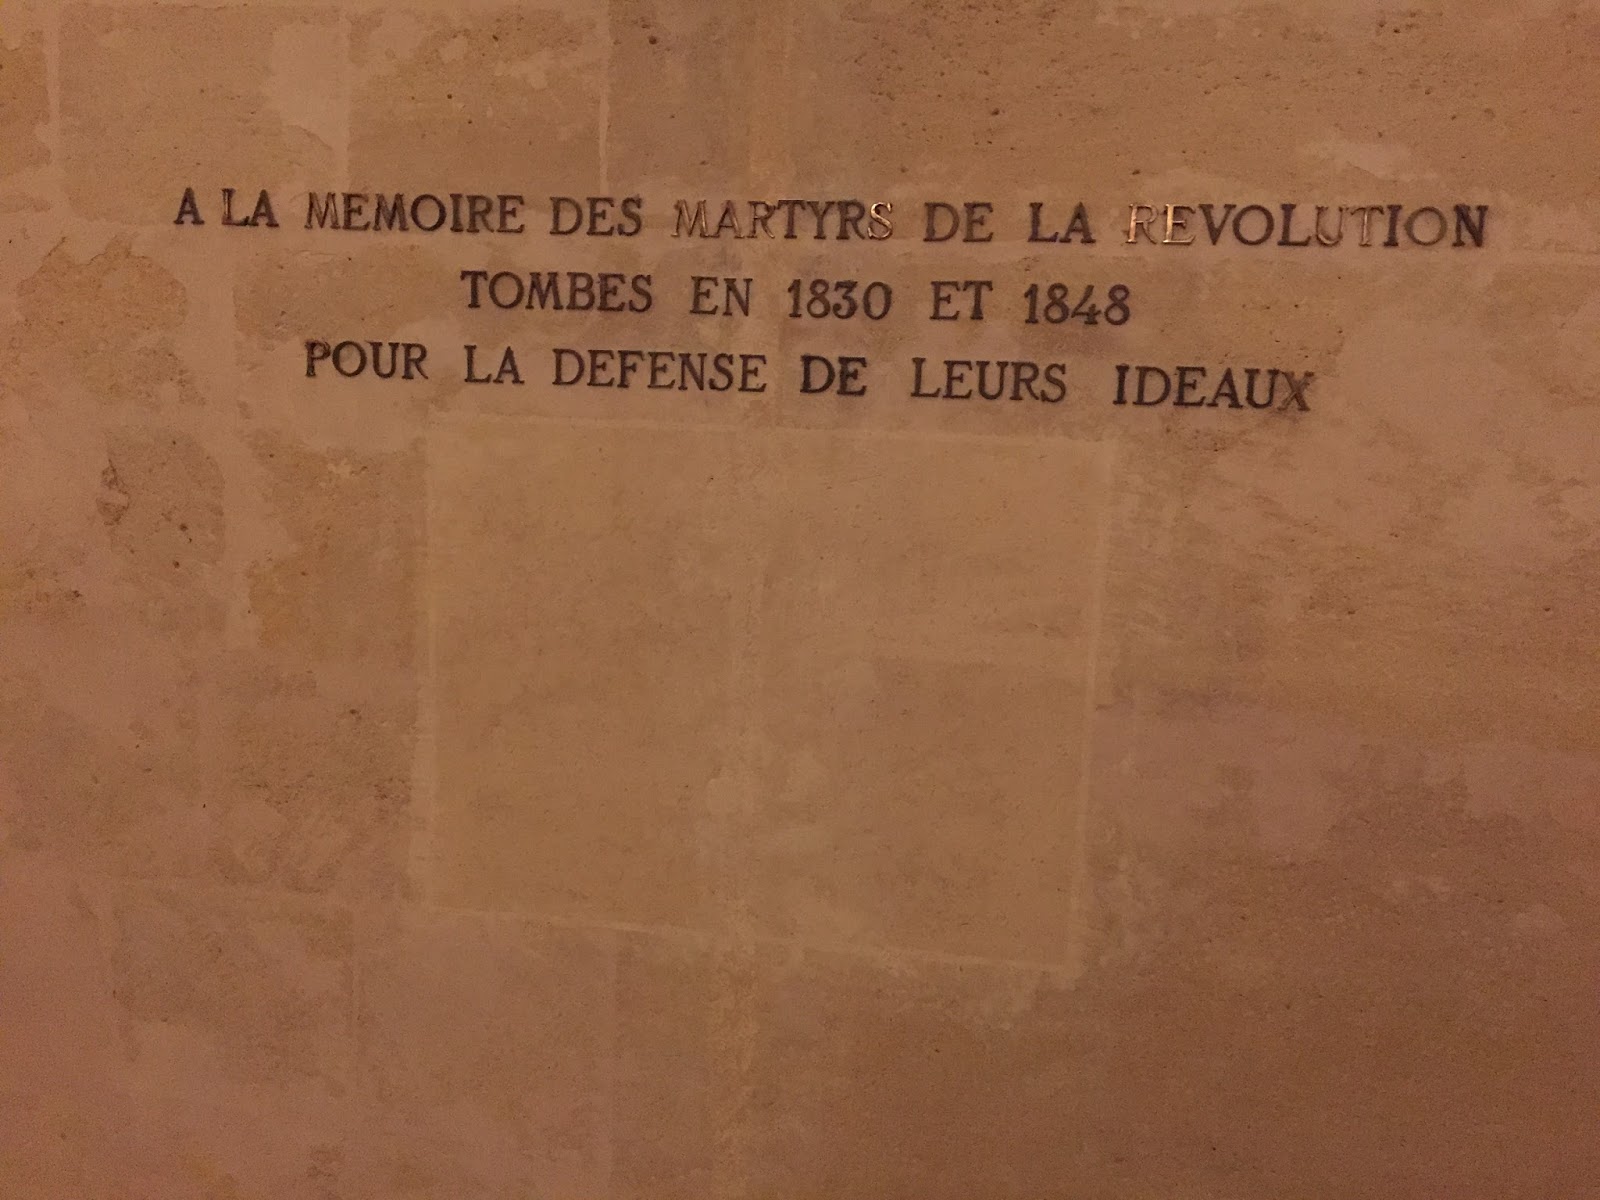 A LA MEMOIRE DES MARTYRS DE LA REVOLUTION
TOMBES EN 1830 ET 1848
POUR LA DEFENSE DE LEURS IDEAUX